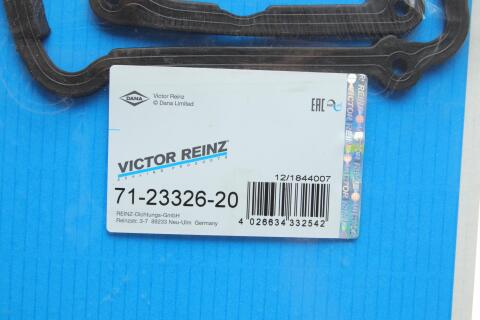 DANA
Victor Reinz
© Dana Limited
EAC
VICTOR REINZ
12/1844007
71-23326-20
REINZ-Dichtungs-GmbH
Reinzstr. 3-7 89233 Neu-Ulm Germany
4 026634 332542
VICTOR